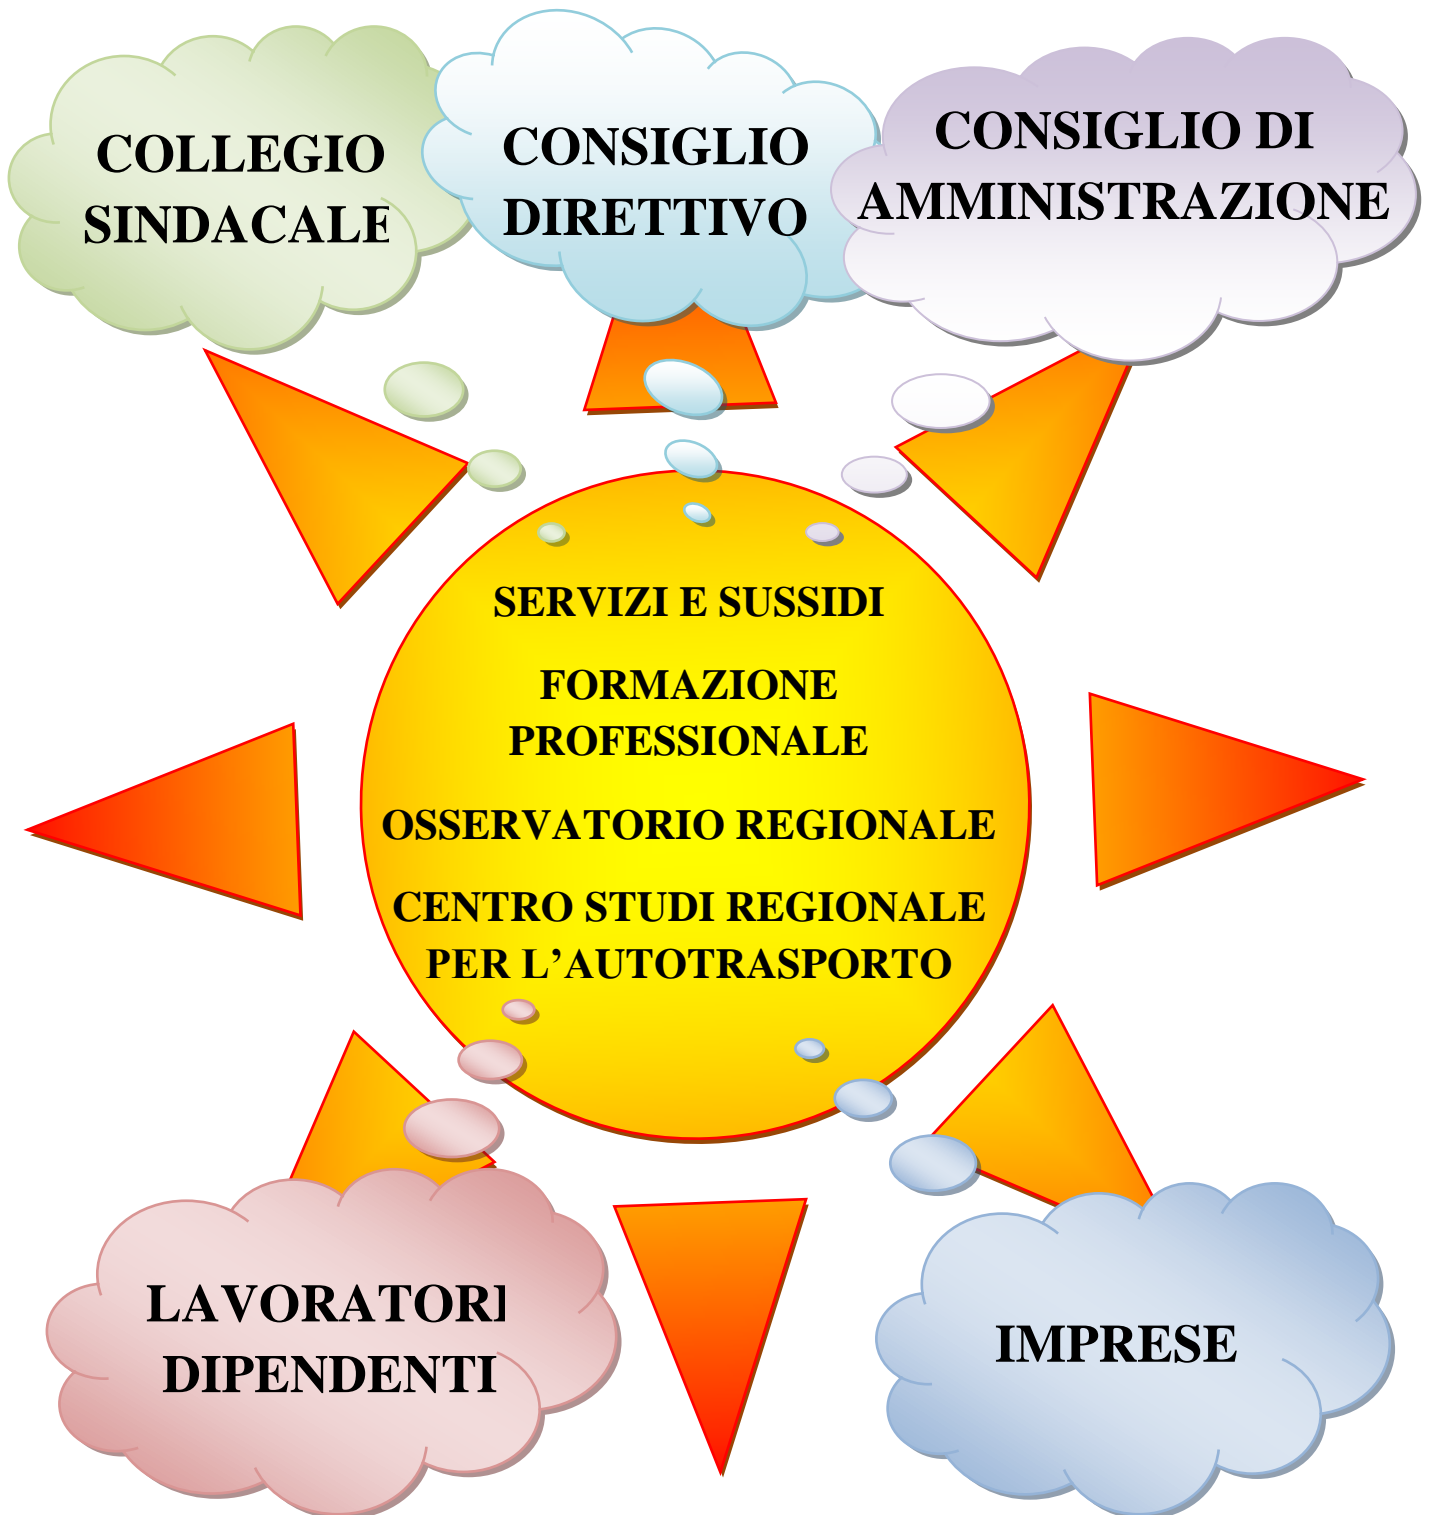 COLLEGIO
SINDACALE
CONSIGLIO
DIRETTIVO
CONSIGLIO DI
AMMINISTRAZIONE
SERVIZI E SUSSIDI
FORMAZIONE
PROFESSIONALE
OSSERVATORIO REGIONALE
CENTRO STUDI REGIONALE
PER L’AUTOTRASPORTO
LAVORATORI
DIPENDENTI
IMPRESE